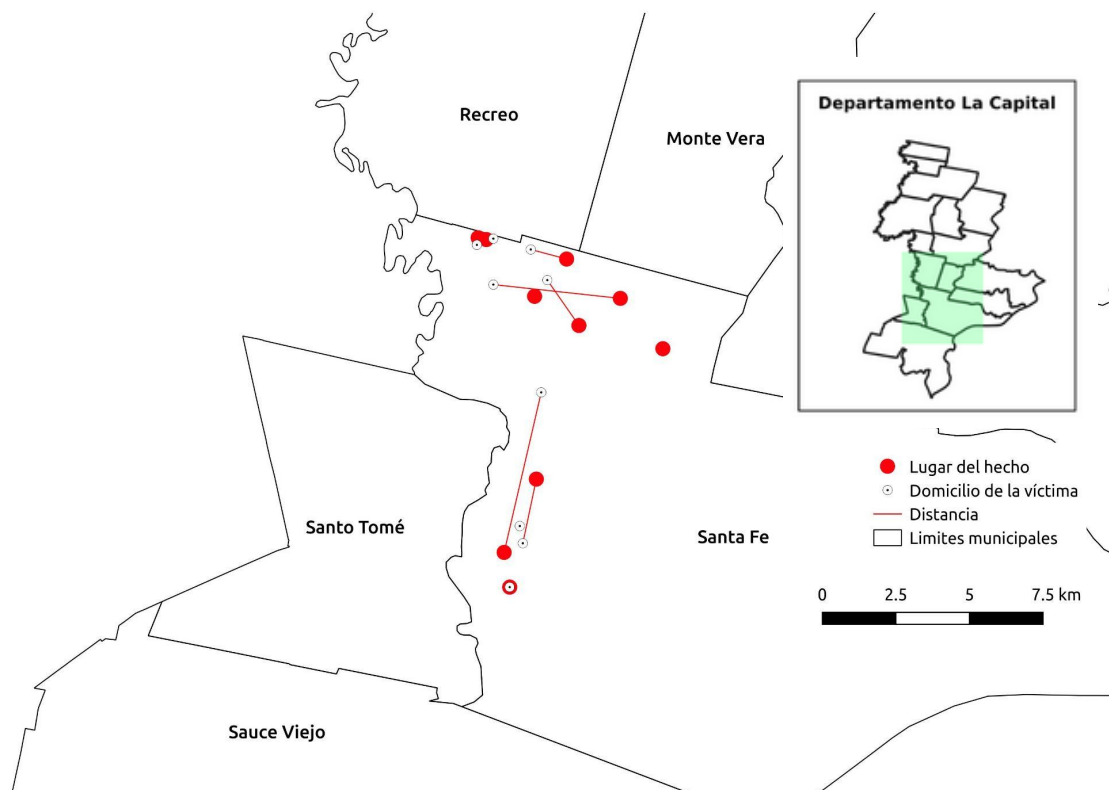 Recreo
Monte Vera
Departamento La Capital
Lugar del hecho
Domicilio de la víctima
Distancia
Limites municipales
Santo Tomé
Santa Fe
0 2.5 5 7.5 km
Sauce Viejo